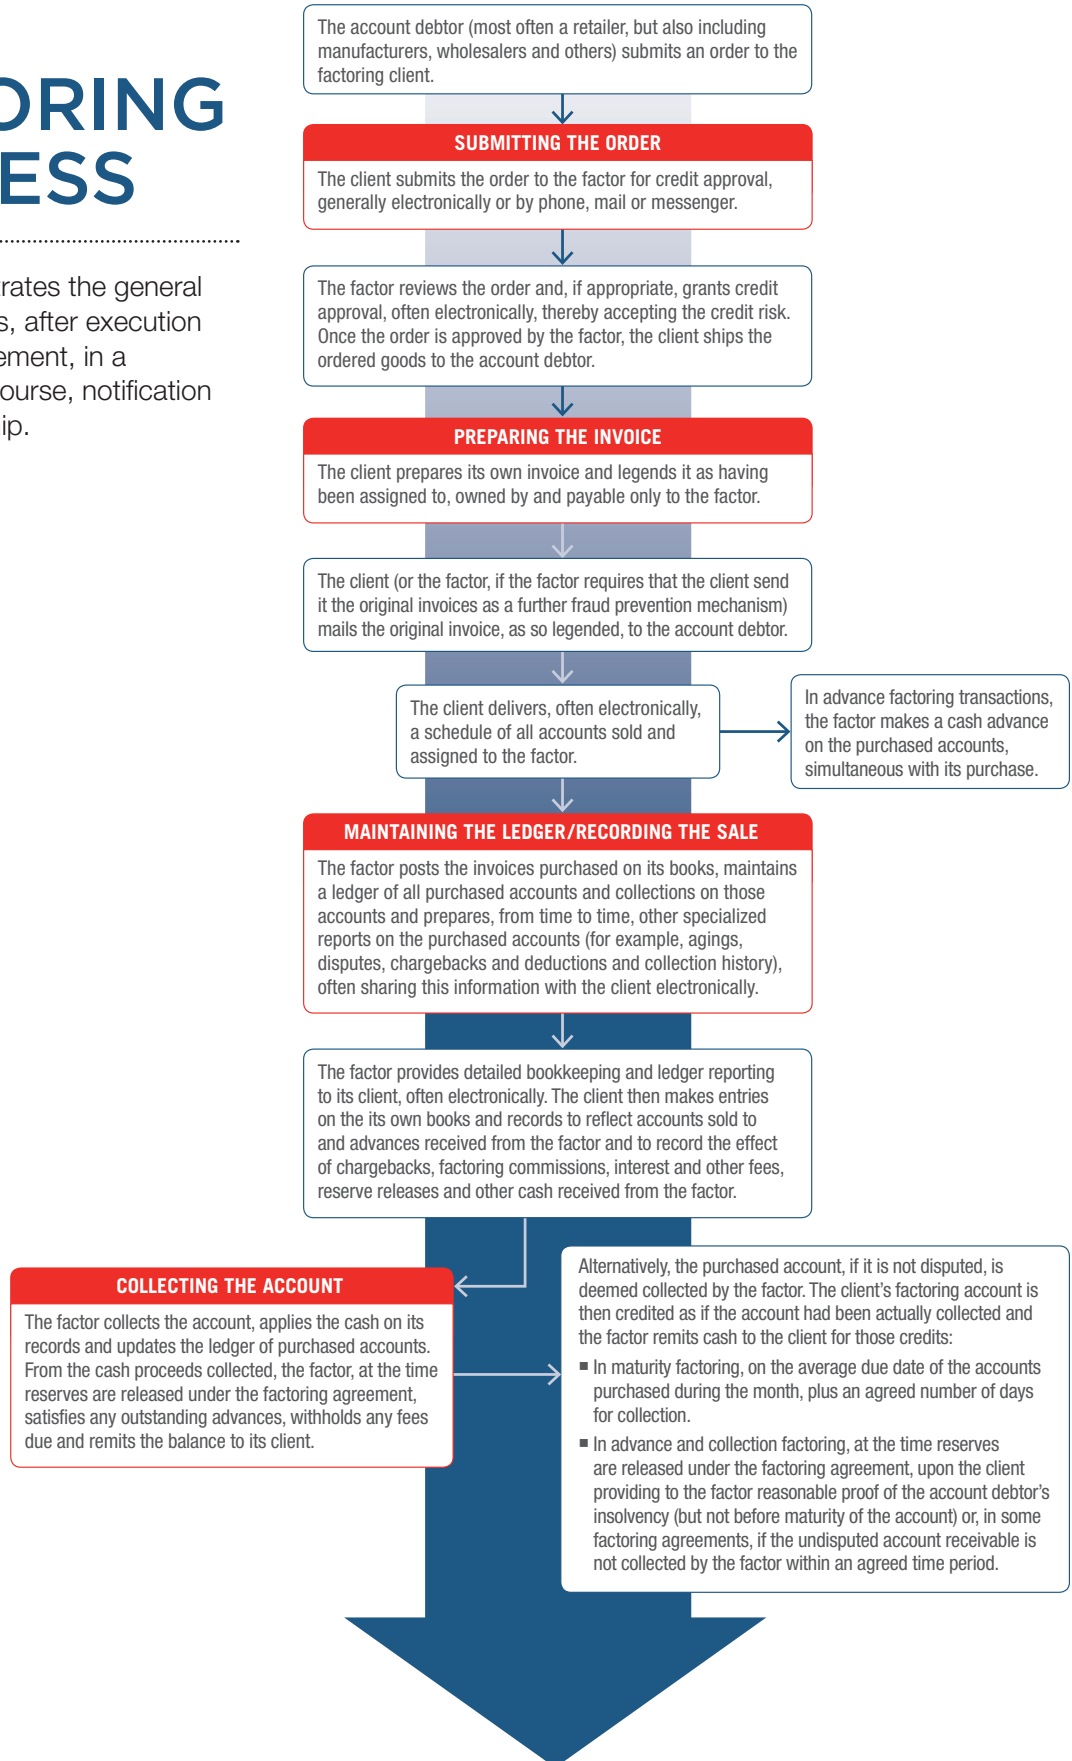 The account debtor (most often a retailer, but also including
manufacturers, wholesalers and others) submits an order to the
factoring client.
ORING
ESS
SUBMITTING THE ORDER
The client submits the order to the factor for credit approval,
generally electronically or by phone, mail or messenger.
rates the general
s, after execution
ement, in a
ourse, notification
ip.
The factor reviews the order and, if appropriate, grants credit
approval, often electronically, thereby accepting the credit risk.
Once the order is approved by the factor, the client ships the
ordered goods to the account debtor.
PREPARING THE INVOICE
The client prepares its own invoice and legends it as having
been assigned to, owned by and payable only to the factor.
The client (or the factor, if the factor requires that the client send
it the original invoices as a further fraud prevention mechanism)
mails the original invoice, as so legended, to the account debtor.
The client delivers, often electronically,
a schedule of all accounts sold and
assigned to the factor.
In advance factoring transactions,
the factor makes a cash advance
on the purchased accounts,
simultaneous with its purchase.
MAINTAINING THE LEDGER/RECORDING THE SALE
The factor posts the invoices purchased on its books, maintains
a ledger of all purchased accounts and collections on those
accounts and prepares, from time to time, other specialized
reports on the purchased accounts (for example, agings,
disputes, chargebacks and deductions and collection history),
often sharing this information with the client electronically.
The factor provides detailed bookkeeping and ledger reporting
to its client, often electronically. The client then makes entries
on the its own books and records to reflect accounts sold to
and advances received from the factor and to record the effect
of chargebacks, factoring commissions, interest and other fees,
reserve releases and other cash received from the factor.
COLLECTING THE ACCOUNT
The factor collects the account, applies the cash on its
records and updates the ledger of purchased accounts.
From the cash proceeds collected, the factor, at the time
reserves are released under the factoring agreement,
satisfies any outstanding advances, withholds any fees
due and remits the balance to its client.
Alternatively, the purchased account, if it is not disputed, is
deemed collected by the factor. The client’s factoring account is
then credited as if the account had been actually collected and
the factor remits cash to the client for those credits:
■ In maturity factoring, on the average due date of the accounts
purchased during the month, plus an agreed number of days
for collection.
■ In advance and collection factoring, at the time reserves
are released under the factoring agreement, upon the client
providing to the factor reasonable proof of the account debtor’s
insolvency (but not before maturity of the account) or, in some
factoring agreements, if the undisputed account receivable is
not collected by the factor within an agreed time period.